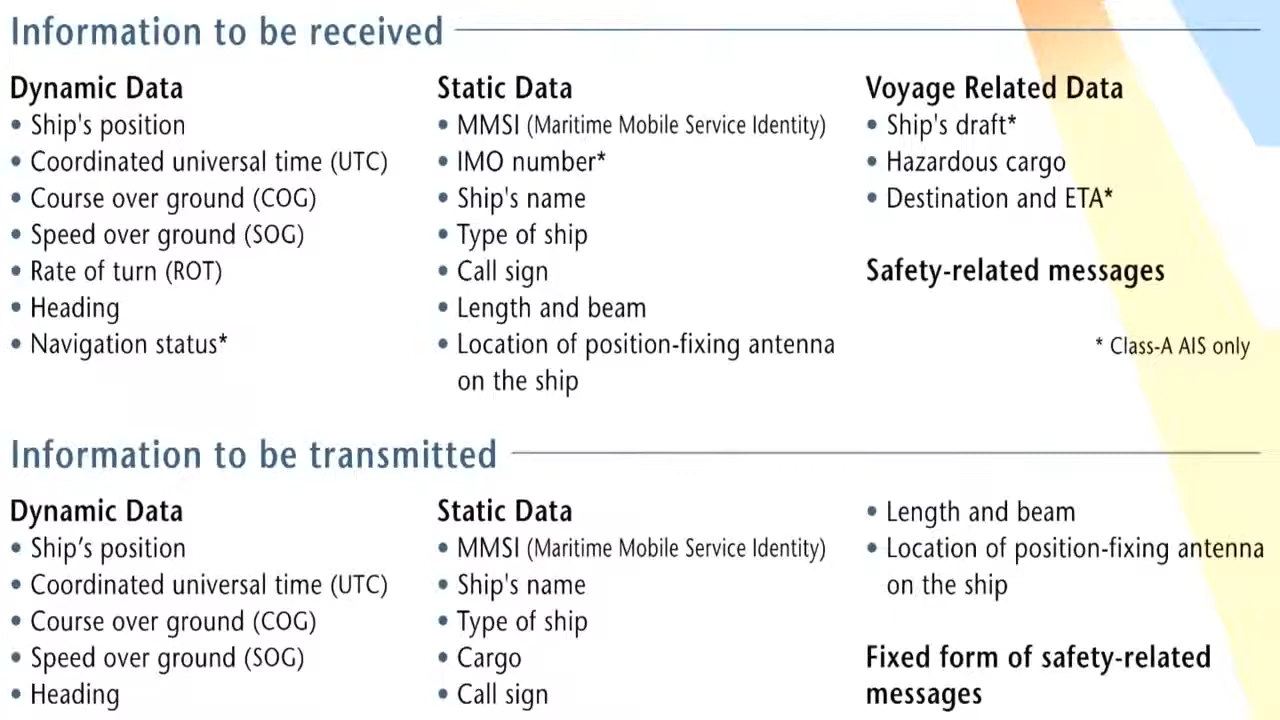 Information to be received
Dynamic Data
• Ship's position
• Coordinated universal time (UTC)
• Course over ground (COG)
• Speed over ground (SOG)
• Rate of turn (ROT)
• Heading
• Navigation status*
Static Data
• MMSI (Maritime Mobile Service Identity)
• IMO number*
• Ship's name
• Type of ship
• Call sign
• Length and beam
• Location of position-fixing antenna
on the ship
Voyage Related Data
• Ship's draft*
• Hazardous cargo
• Destination and ETA*
Safety-related messages
* Class-A AIS only
Information to be transmitted
Dynamic Data
• Ship’s position
• Coordinated universal time (UTC)
• Course over ground (COG)
• Speed over ground (SOG)
• Heading
Static Data
• MMSI (Maritime Mobile Service Identity)
• Ship's name
• Type of ship
• Cargo
• Call sign
• Length and beam
• Location of position-fixing antenna
on the ship
Fixed form of safety-related
messages